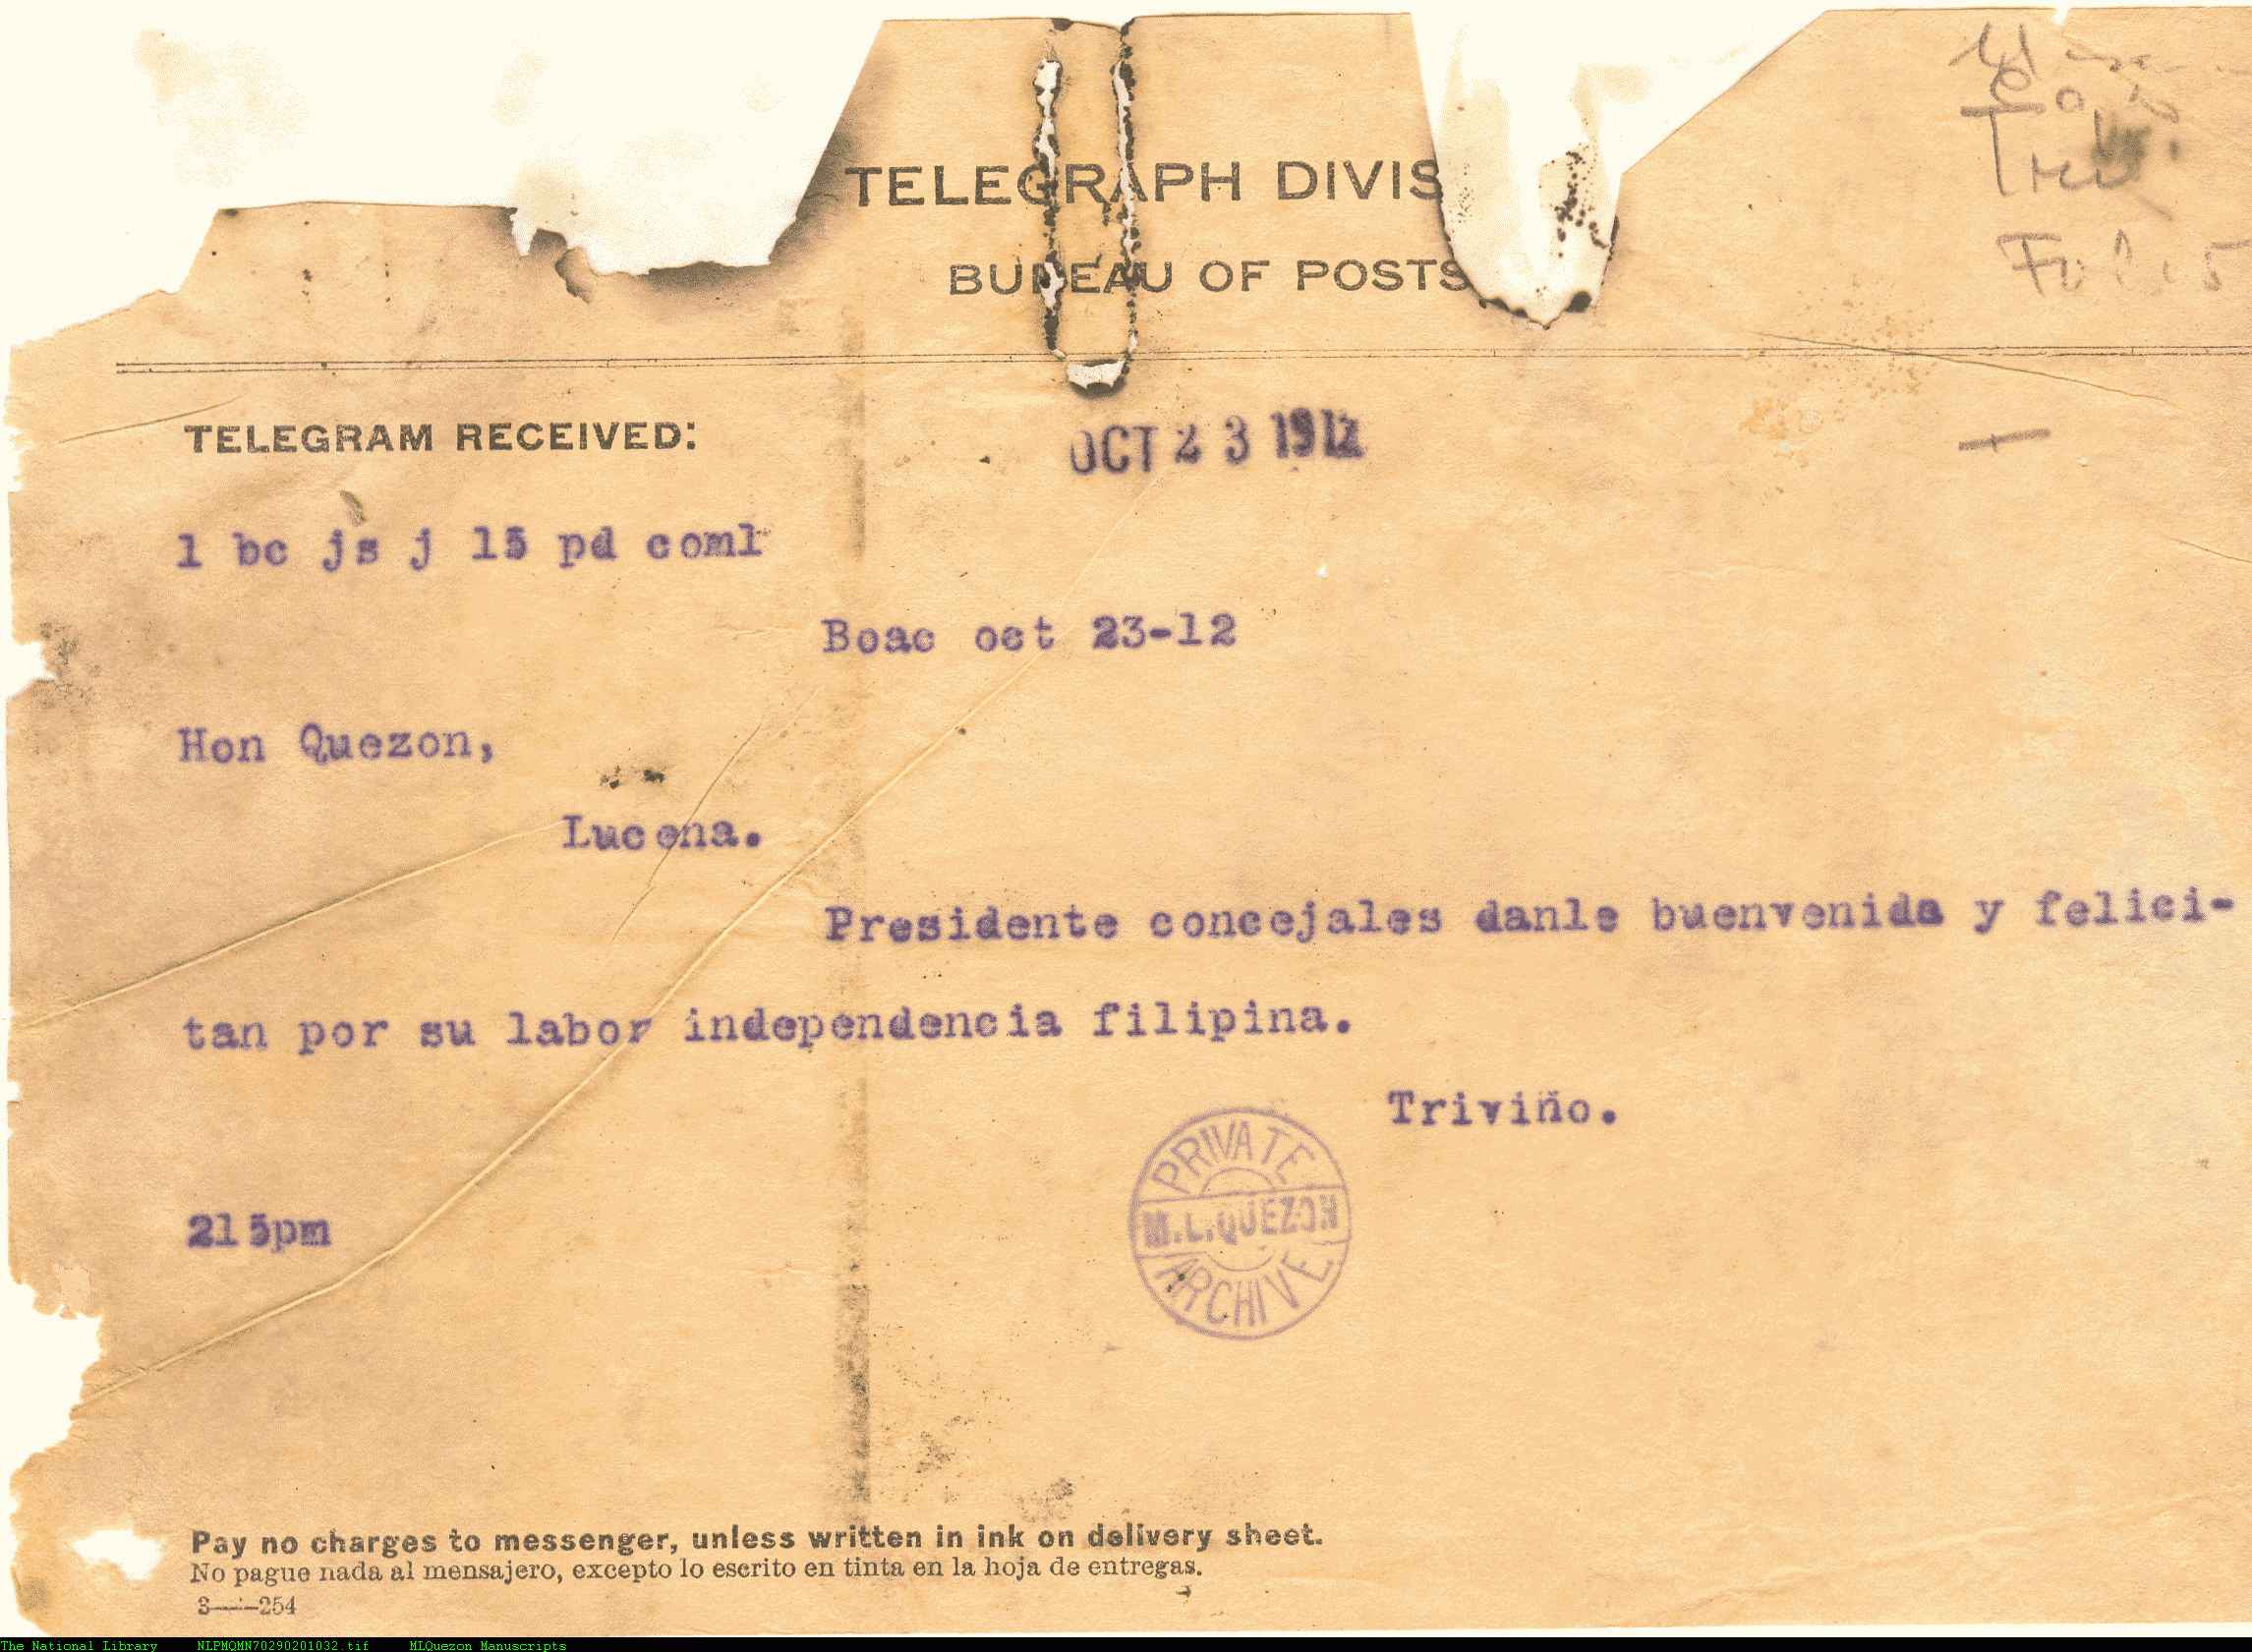 TELEGRAPH DIVIS
BUREAU OF POSTS
TELEGRAM RECEIVED:
OCT 23 1912
1 bc js j 15 pd coml
Boac oct 23-12
Hon Quezon,
Lucena.
Presidente concejales danle buenvenida y felici-
tan por su labor independencia filipina.
Triviño.
PRIVATE
M.L.QUEZON
ARCHIVE
215pm
Pay no charges to messenger, unless written in ink on delivery sheet.
No pague nada al mensajero, excepto lo escrito en tinta en la hoja de entregas.
3—–254
The National Library NLPMQMN70290201032.tif MLQuezon Manuscripts